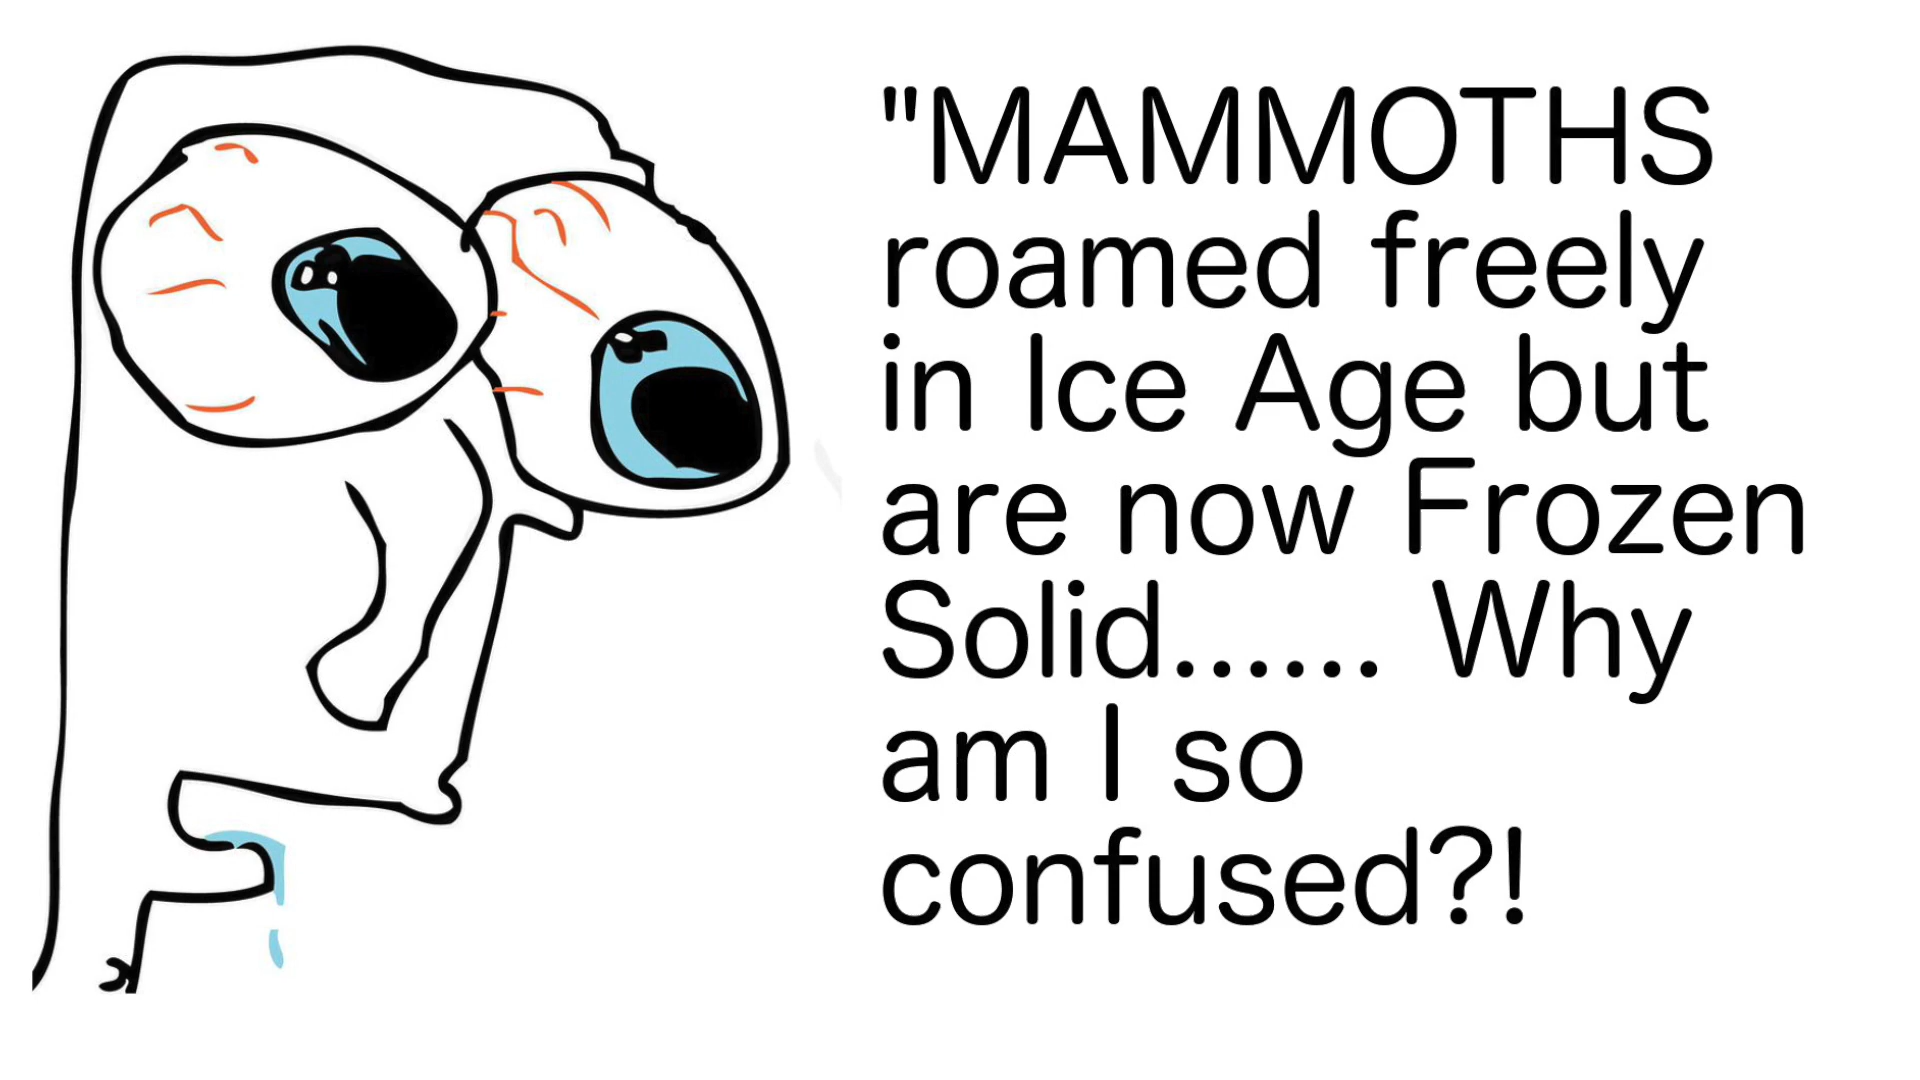 "MAMMOTHS
roamed freely
in Ice Age but
are now Frozen
Solid...... Why
am I so
confused?!